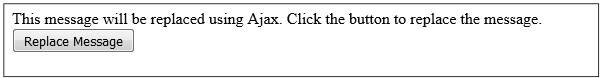 This message will be replaced using Ajax. Click the button to replace the message.
Replace Message